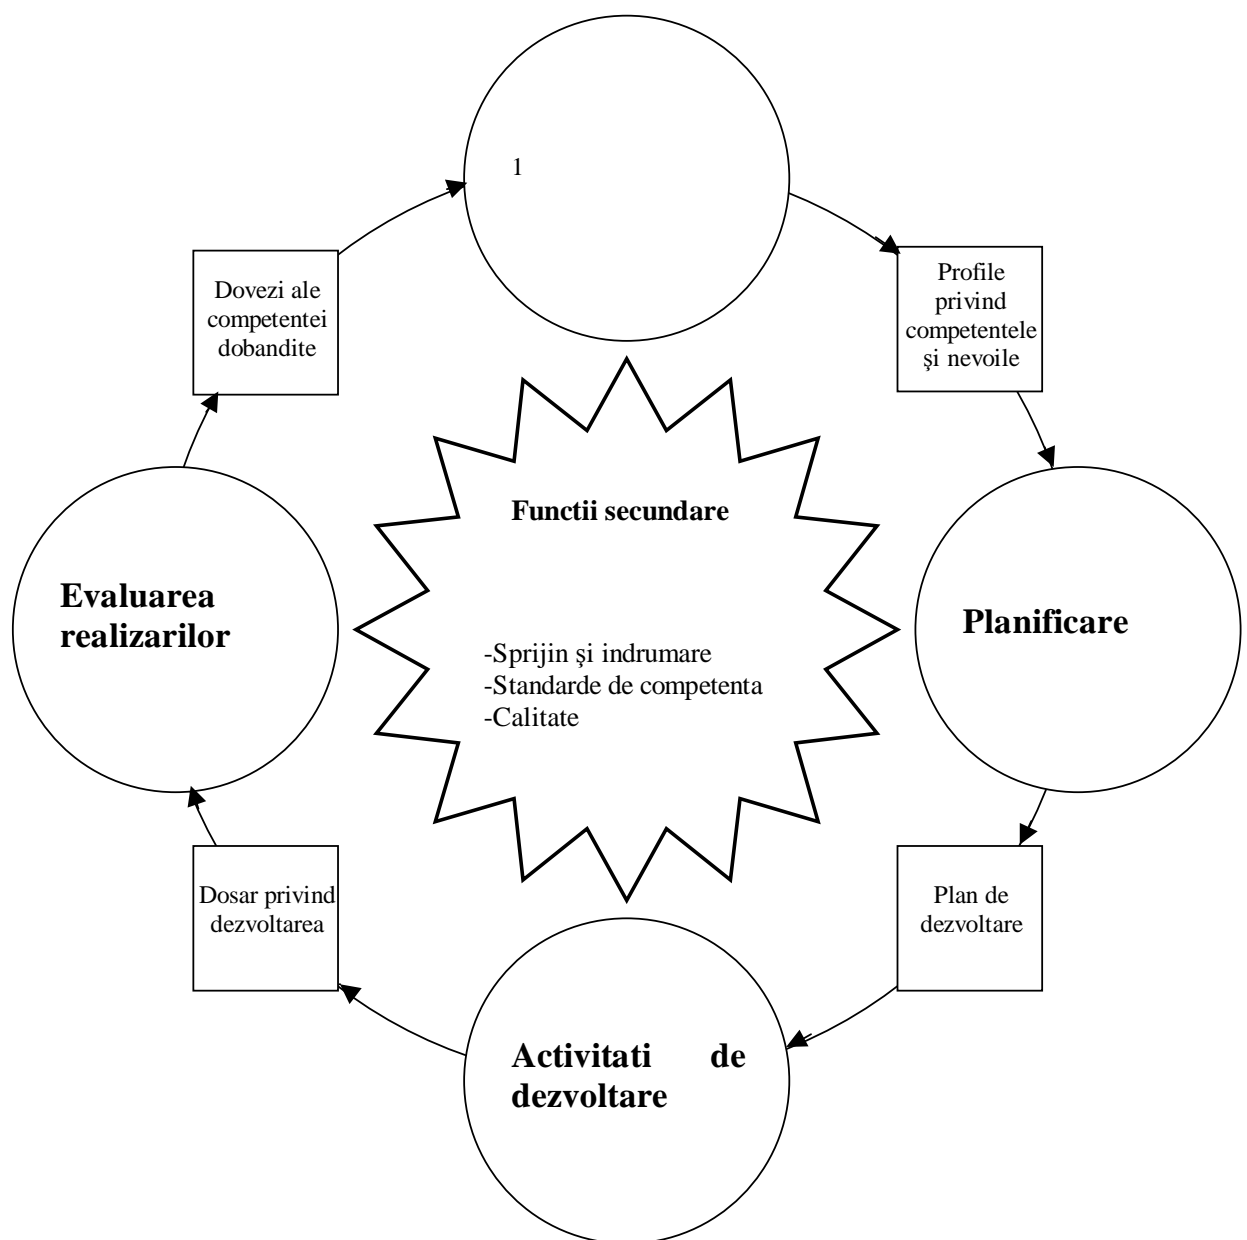 1
Profile
privind
competentele
şi nevoile
Planificare
Plan de
dezvoltare
Activitati de
dezvoltare
Dosar privind
dezvoltarea
Evaluarea
realizarilor
Dovezi ale
competentei
dobandite
Functii secundare
-Sprijin şi indrumare
-Standarde de competenta
-Calitate